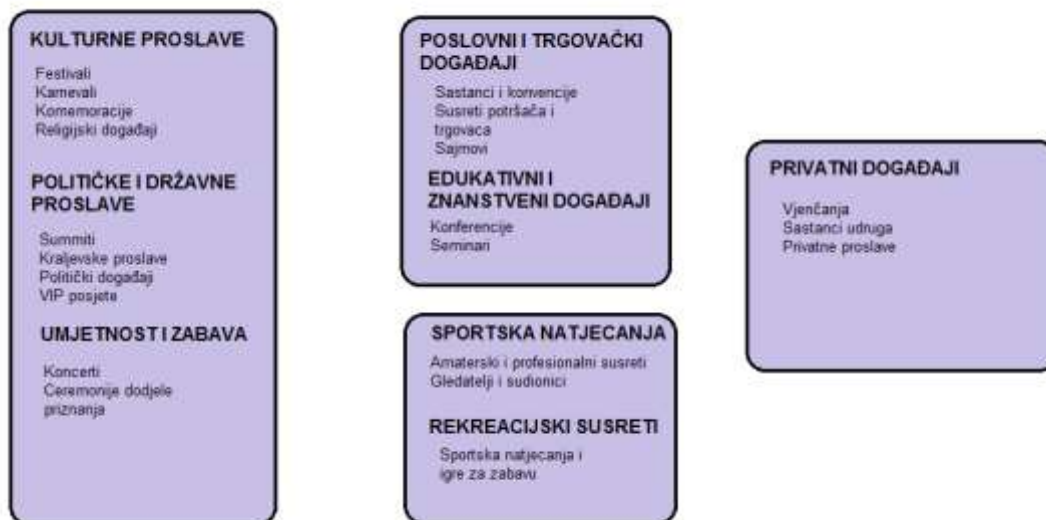 KULTURNE PROSLAVE
Festivali
Karnevali
Komemoracije
Religijski događaji
POLITIČKE I DRŽAVNE
PROSLAVE
Summiti
Kraljevske proslave
Politički događaji
VIP posjete
UMJETNOST I ZABAVA
Koncerti
Ceremonije dodjele
priznanja
POSLOVNI I TRGOVAČKI
DOGAĐAJI
Sastanci i konvencije
Susreti potršača i
trgovaca
Sajmovi
EDUKATIVNI I
ZNANSTVENI DOGAĐAJI
Konferencije
Seminari
SPORTSKA NATJECANJA
Amaterski i profesionalni susreti
Gledatelji i sudionici
REKREACIJSKI SUSRETI
Sportska natjecanja i
igre za zabavu
PRIVATNI DOGAĐAJI
Vjenčanja
Sastanci udruga
Privatne proslave